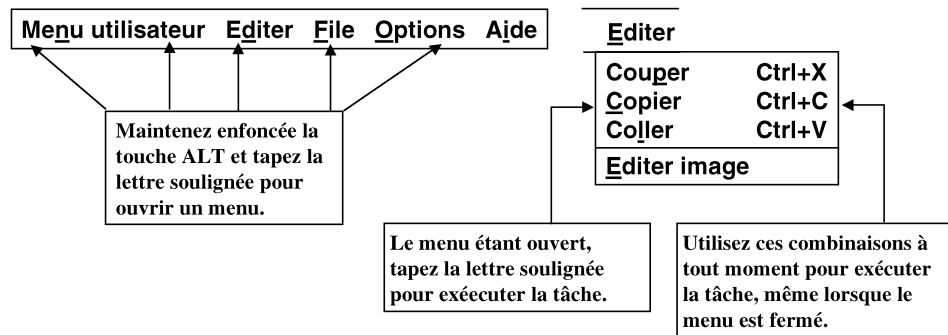 Menu utilisateur Editer File Options Aide
Maintenez enfoncée la
touche ALT et tapez la
lettre soulignée pour
ouvrir un menu.
Editer
Couper Ctrl+X
Copier Ctrl+C
Coller Ctrl+V
Editer image
Le menu étant ouvert,
tapez la lettre soulignée
pour exéecuter la tâche.
Utilisez ces combinaisons à
tout moment pour exécuter
la tâche, même lorsque le
menu est fermé.